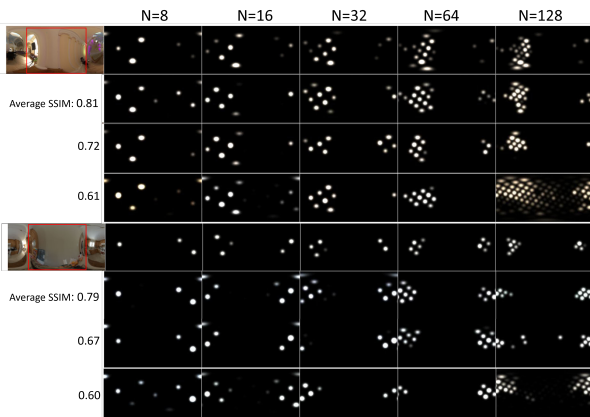 N=8 N=16 N=32 N=64 N=128
Average SSIM: 0.81
0.72
0.61
Average SSIM: 0.79
0.67
0.60